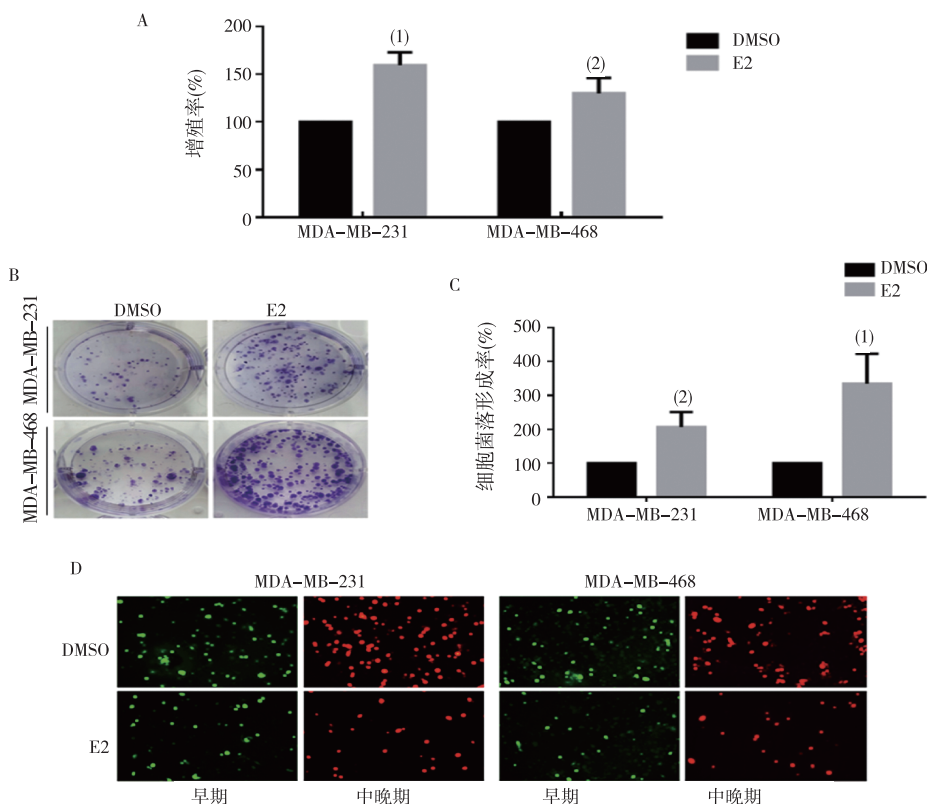 A
200
150
100
50
0
增殖率(%)
(1)
(2)
DMSO
E2
MDA-MB-231
MDA-MB-468
B
DMSO
E2
MDA-MB-231
MDA-MB-468
C
DMSO
E2
500
400
300
200
100
0
细胞菌落形成率(%)
(2)
(1)
MDA-MB-231
MDA-MB-468
D
MDA-MB-231
MDA-MB-468
DMSO
E2
早期
中晚期
早期
中晚期